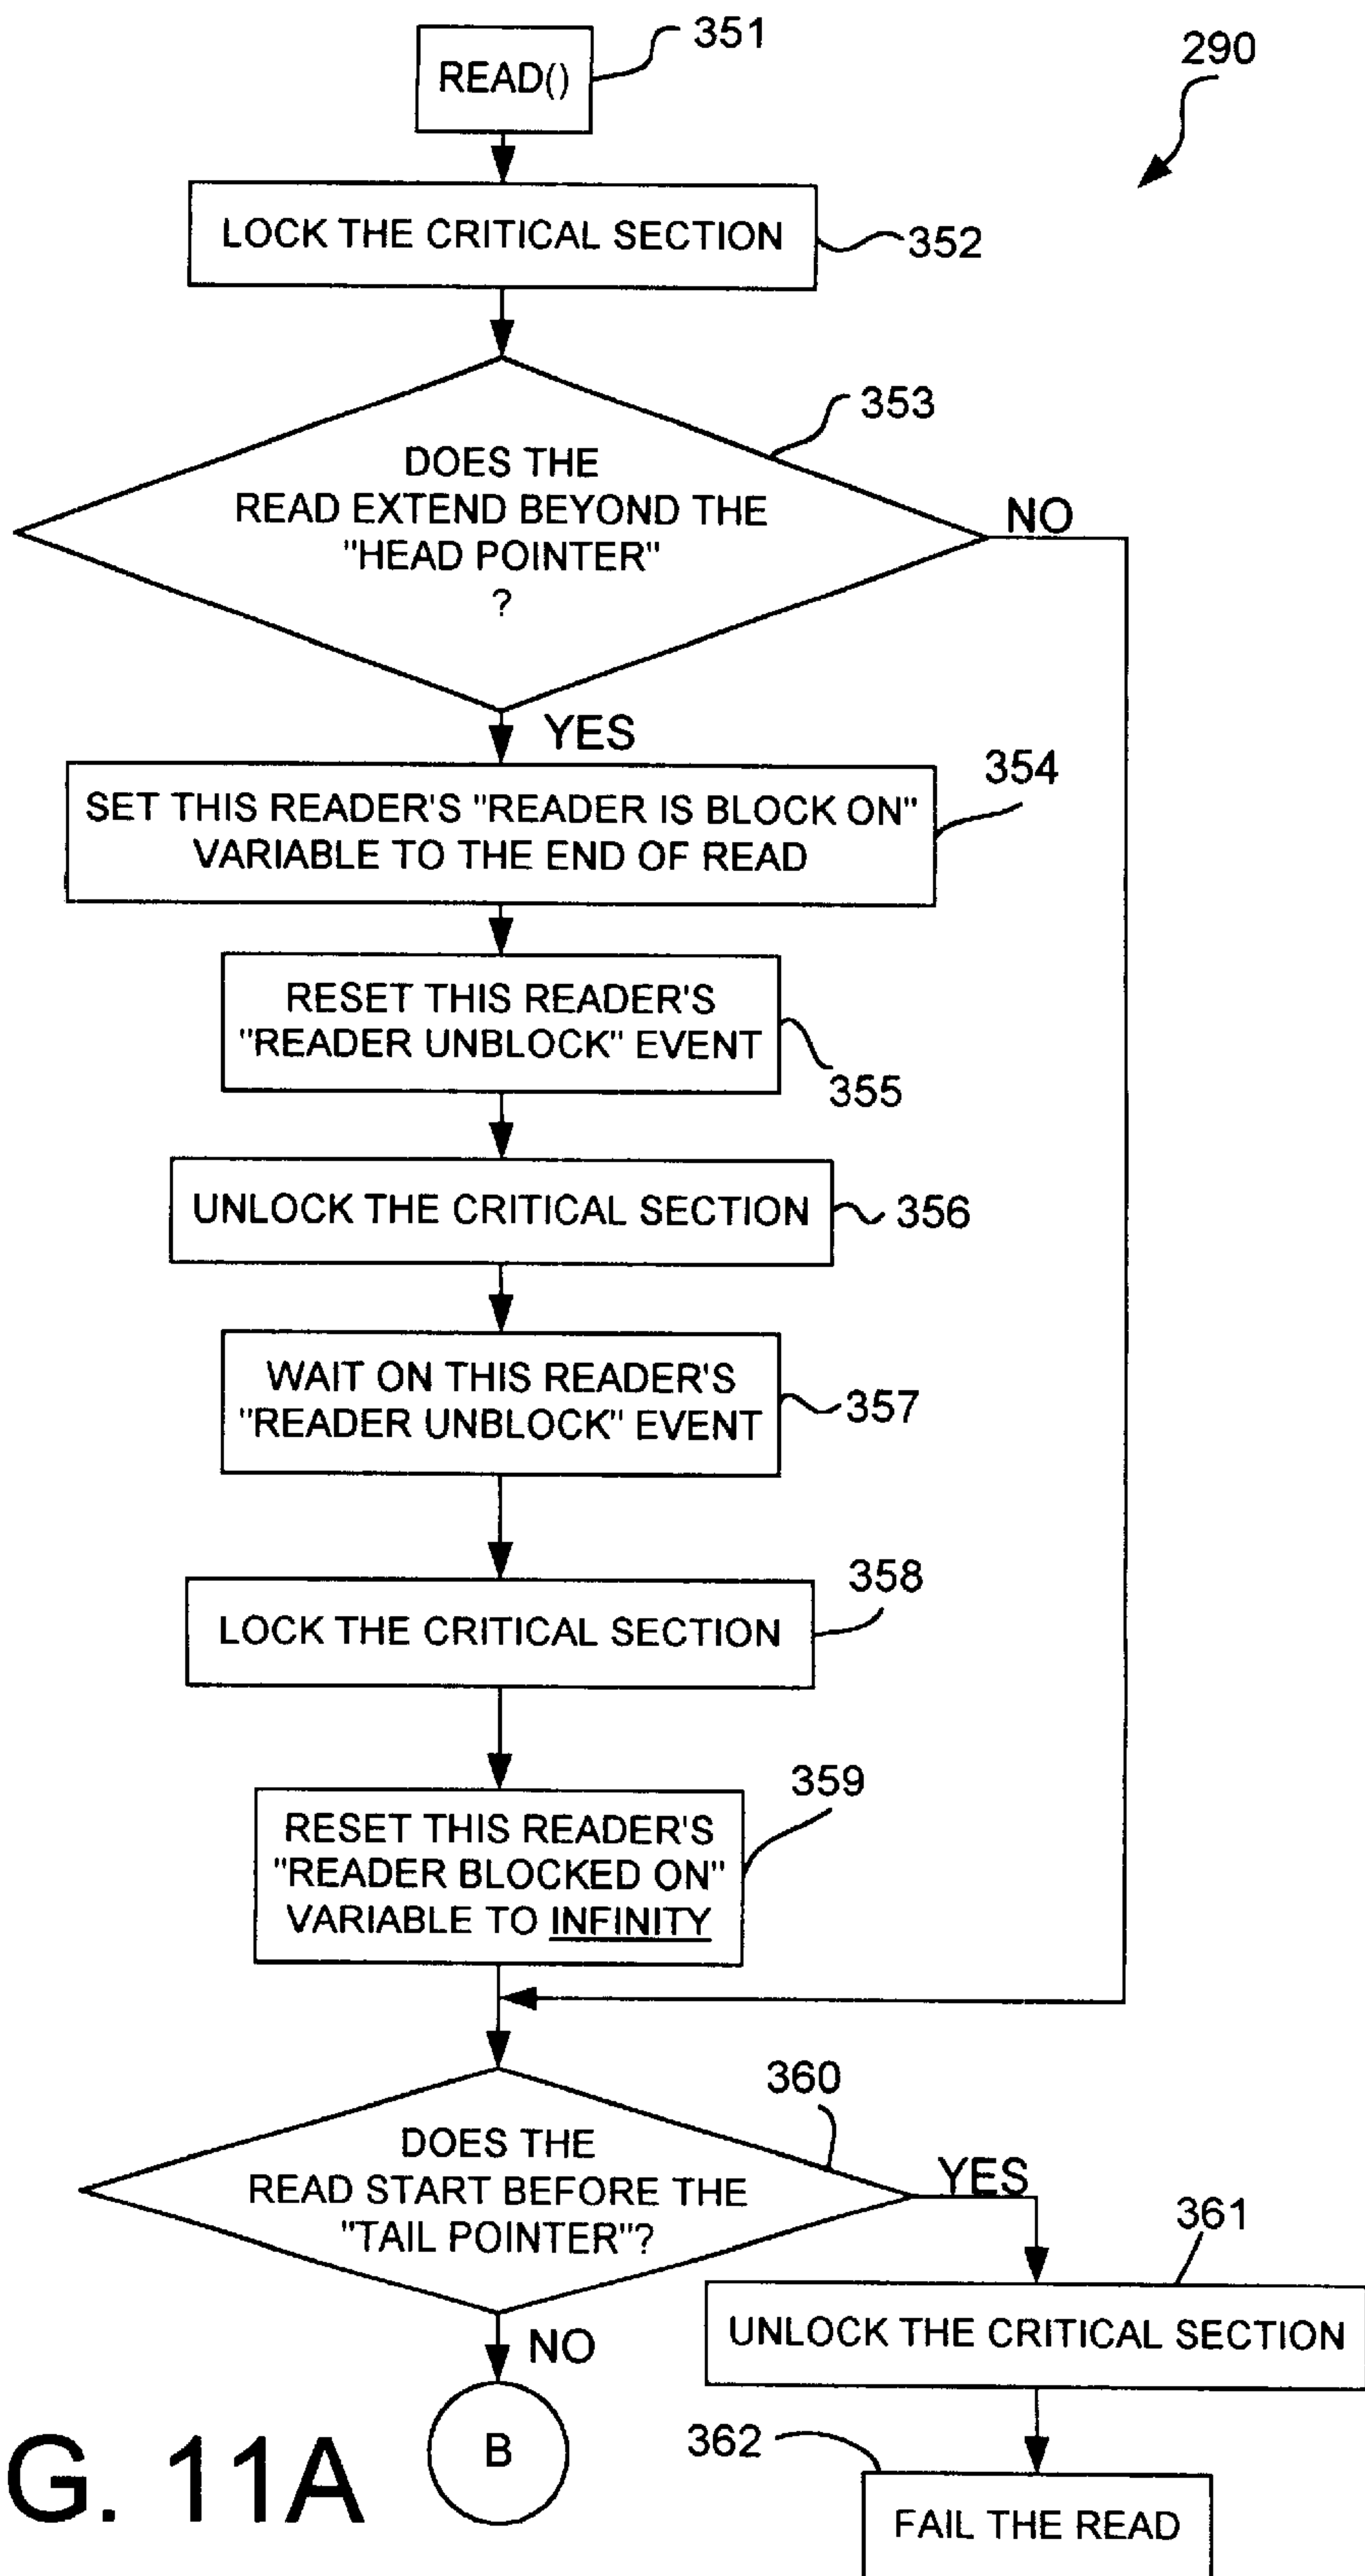 351
290
READ()
LOCK THE CRITICAL SECTION
352
353
DOES THE
READ EXTEND BEYOND THE
"HEAD POINTER"
?
NO
YES
354
SET THIS READER'S "READER IS BLOCK ON"
VARIABLE TO THE END OF READ
RESET THIS READER'S
"READER UNBLOCK" EVENT
355
UNLOCK THE CRITICAL SECTION
356
WAIT ON THIS READER'S
"READER UNBLOCK" EVENT
357
358
LOCK THE CRITICAL SECTION
359
RESET THIS READER'S
"READER BLOCKED ON"
VARIABLE TO INFINITY
360
DOES THE
READ START BEFORE THE
"TAIL POINTER"?
YES
361
UNLOCK THE CRITICAL SECTION
NO
B
362
FAIL THE READ
G. 11A